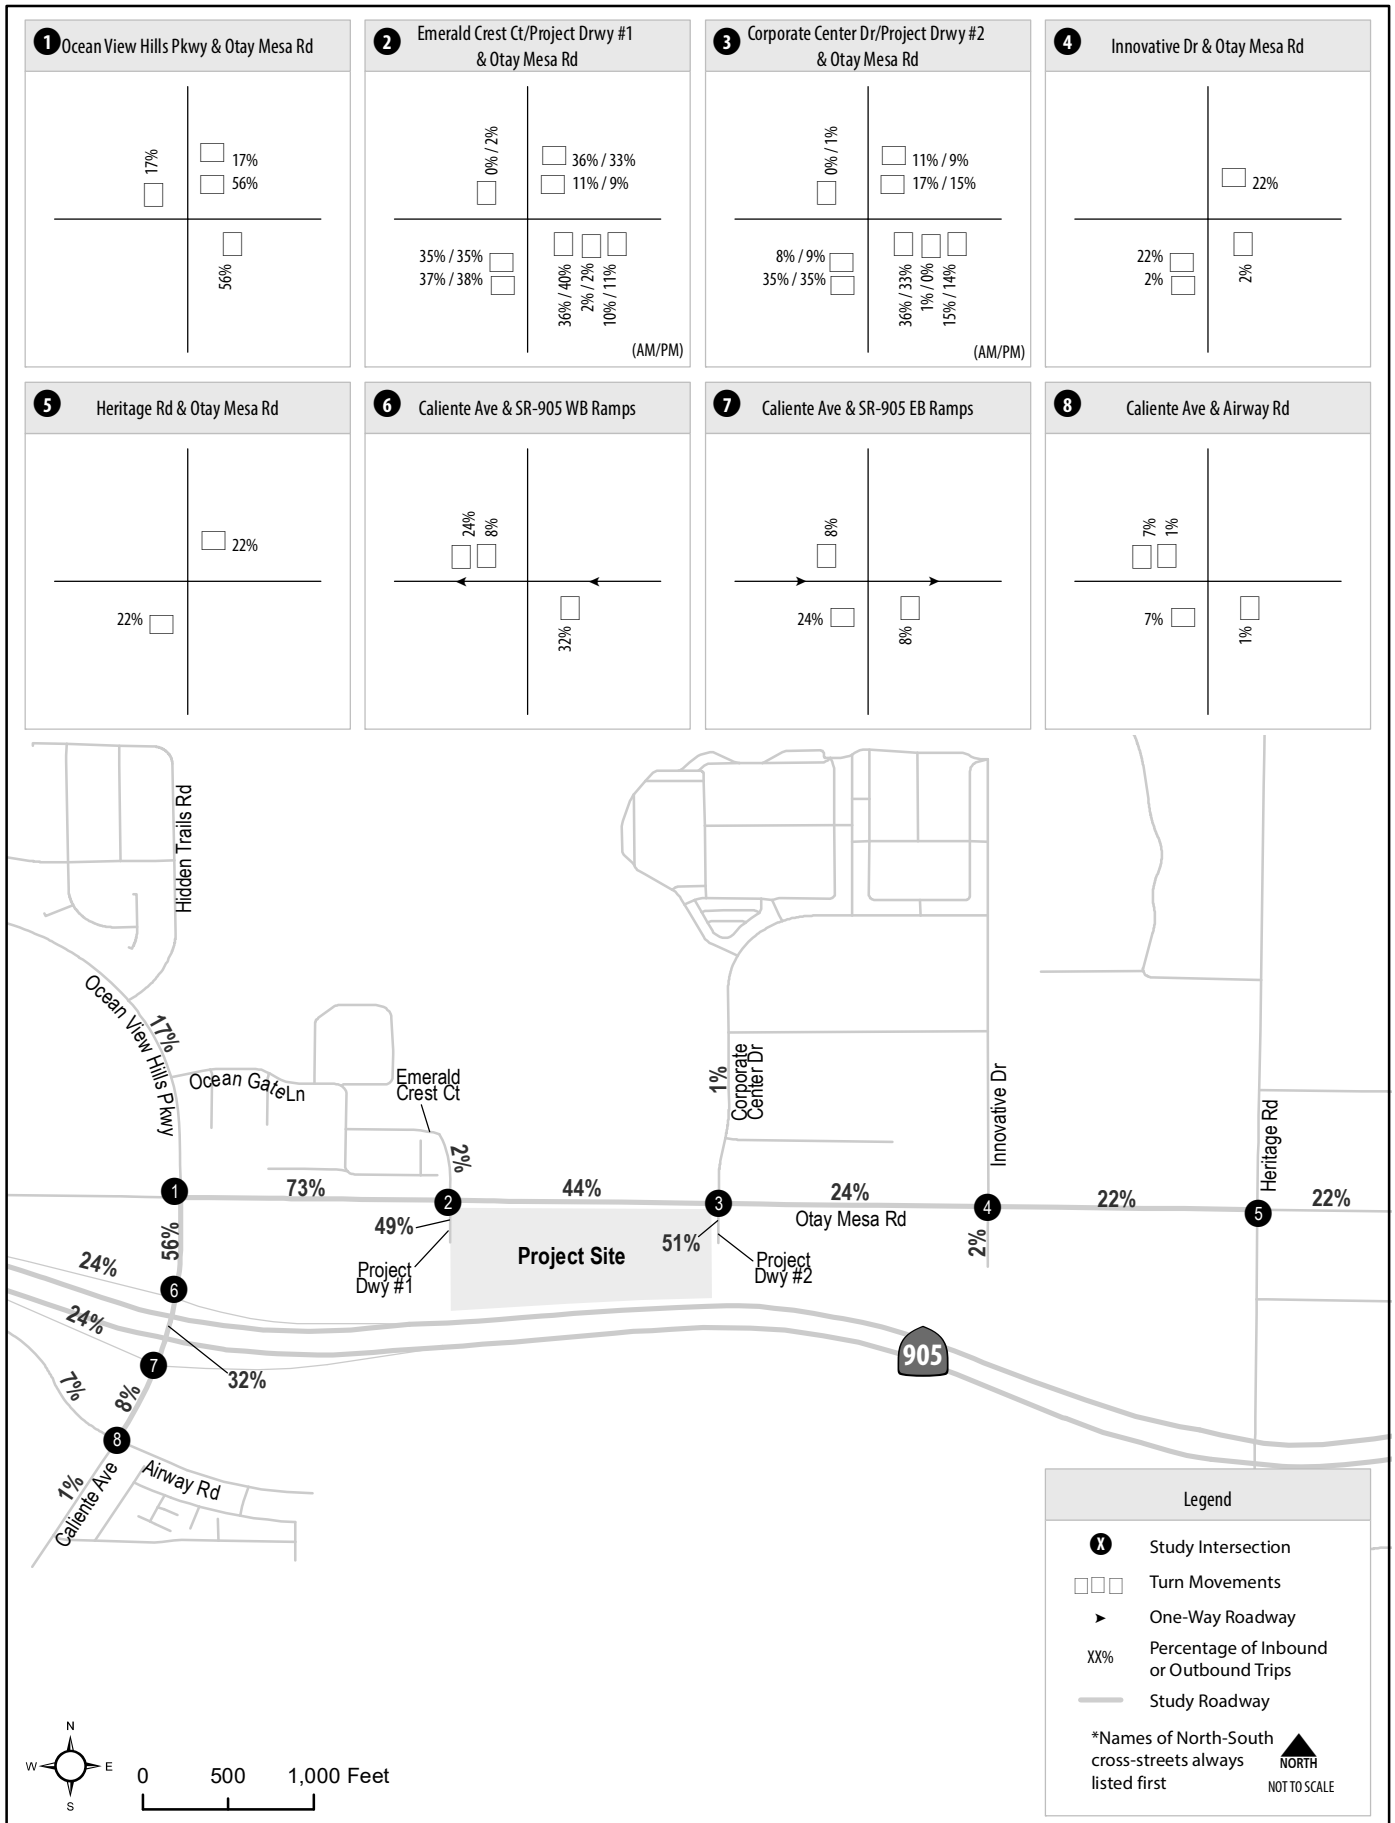 1 Ocean View Hills Pkwy & Otay Mesa Rd
17%
17%
56%
56%
2 Emerald Crest Ct/Project Drwy #1
& Otay Mesa Rd
0% / 2%
36% / 33%
11% / 9%
35% / 35%
37% / 38%
36% / 40%
2% / 2%
10% / 11%
(AM/PM)
3 Corporate Center Dr/Project Drwy #2
& Otay Mesa Rd
0% / 1%
11% / 9%
17% / 15%
8% / 9%
35% / 35%
36% / 33%
1% / 0%
15% / 14%
(AM/PM)
4 Innovative Dr & Otay Mesa Rd
22%
22%
2%
2%
5 Heritage Rd & Otay Mesa Rd
22%
22%
6 Caliente Ave & SR-905 WB Ramps
24%
8%
32%
7 Caliente Ave & SR-905 EB Ramps
8%
24%
8%
8 Caliente Ave & Airway Rd
7%
1%
7%
1%
Hidden Trails Rd
Ocean View Hills Pkwy
17%
Ocean Gate Ln
Emerald
Crest Ct
2%
1%
Corporate
Center Dr
Innovative Dr
Heritage Rd
1
73%
2
44%
3
24%
Otay Mesa Rd
4
22%
5
22%
56%
49%
Project
Dwy #1
Project Site
51%
Project
Dwy #2
2%
24%
6
24%
32%
7
905
7%
8%
8
1%
Caliente Ave
Airway Rd
Legend
X Study Intersection
Turn Movements
One-Way Roadway
XX% Percentage of Inbound
or Outbound Trips
Study Roadway
*Names of North-South
cross-streets always
listed first
NORTH
NOT TO SCALE
N
W E
S
0 500 1,000 Feet